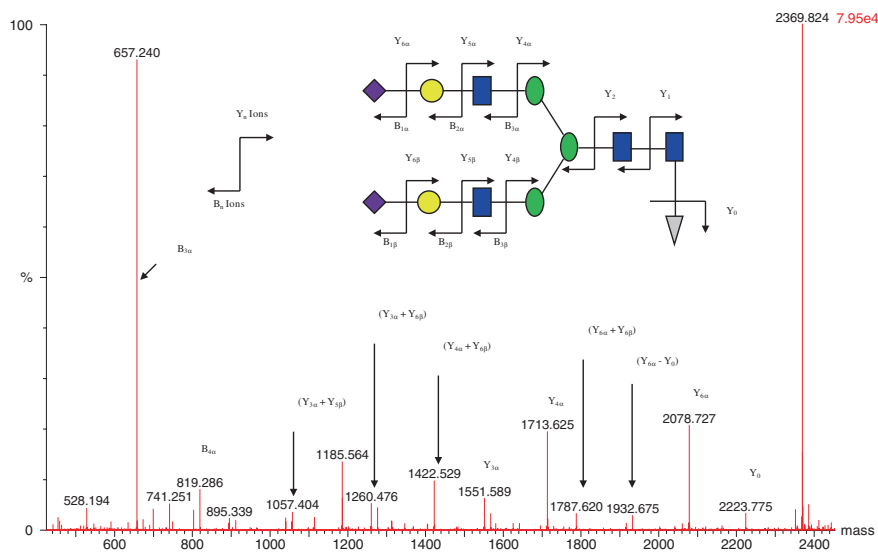 100
2369.824 7.95e4
657.240
Y6α Y5α Y4α
Y2 Y1
B1α B2α B3α
Yn Ions
Bn Ions
Y6β Y5β Y4β
Y0
B1β B2β B3β
B3α
%
(Y3α + Y6β)
(Y4α + Y6β)
(Y6α + Y6β)
(Y6α - Y0)
(Y3α + Y5β)
Y4α
Y6α
1713.625
2078.727
B4α
1185.564
Y3α
Y0
819.286
1422.529
528.194
741.251
1260.476
1551.589
895.339
1057.404
1787.620
1932.675
2223.775
0
600 800 1000 1200 1400 1600 1800 2000 2200 2400 mass